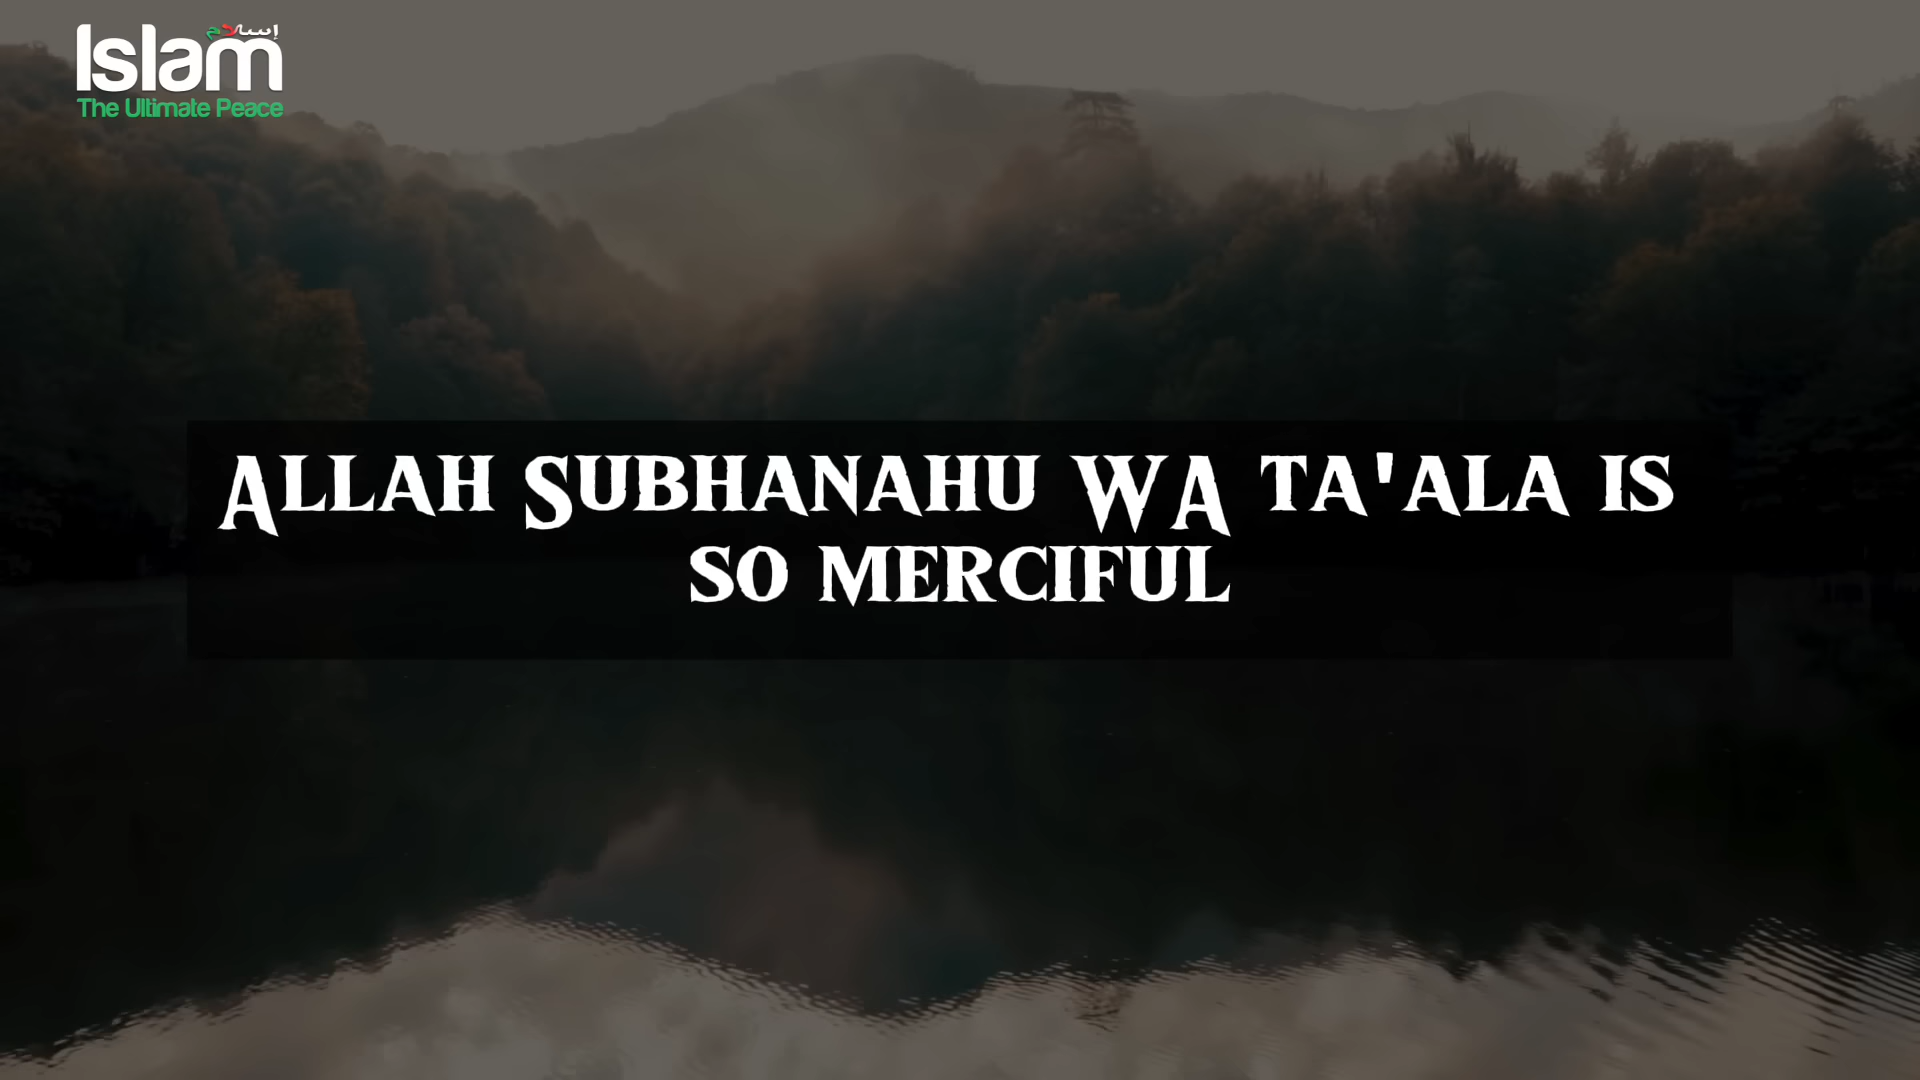 إسلام
Islam
The Ultimate Peace
Allah Subhanahu WA ta'ala is
so merciful